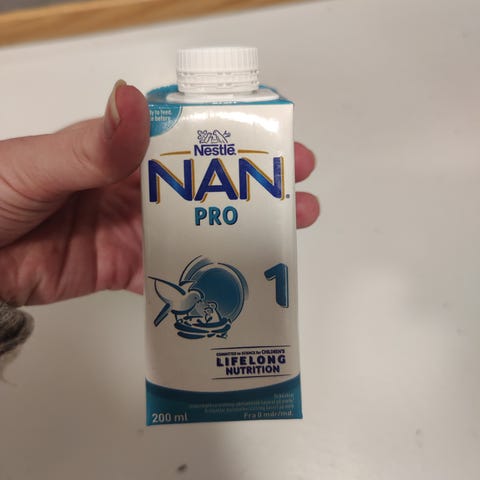 Nestlé.
NAN®
PRO
1
COMMITTED to SCIENCE for CHILDREN'S
LIFELONG
NUTRITION
200 ml
Fra 0 mdr/md.